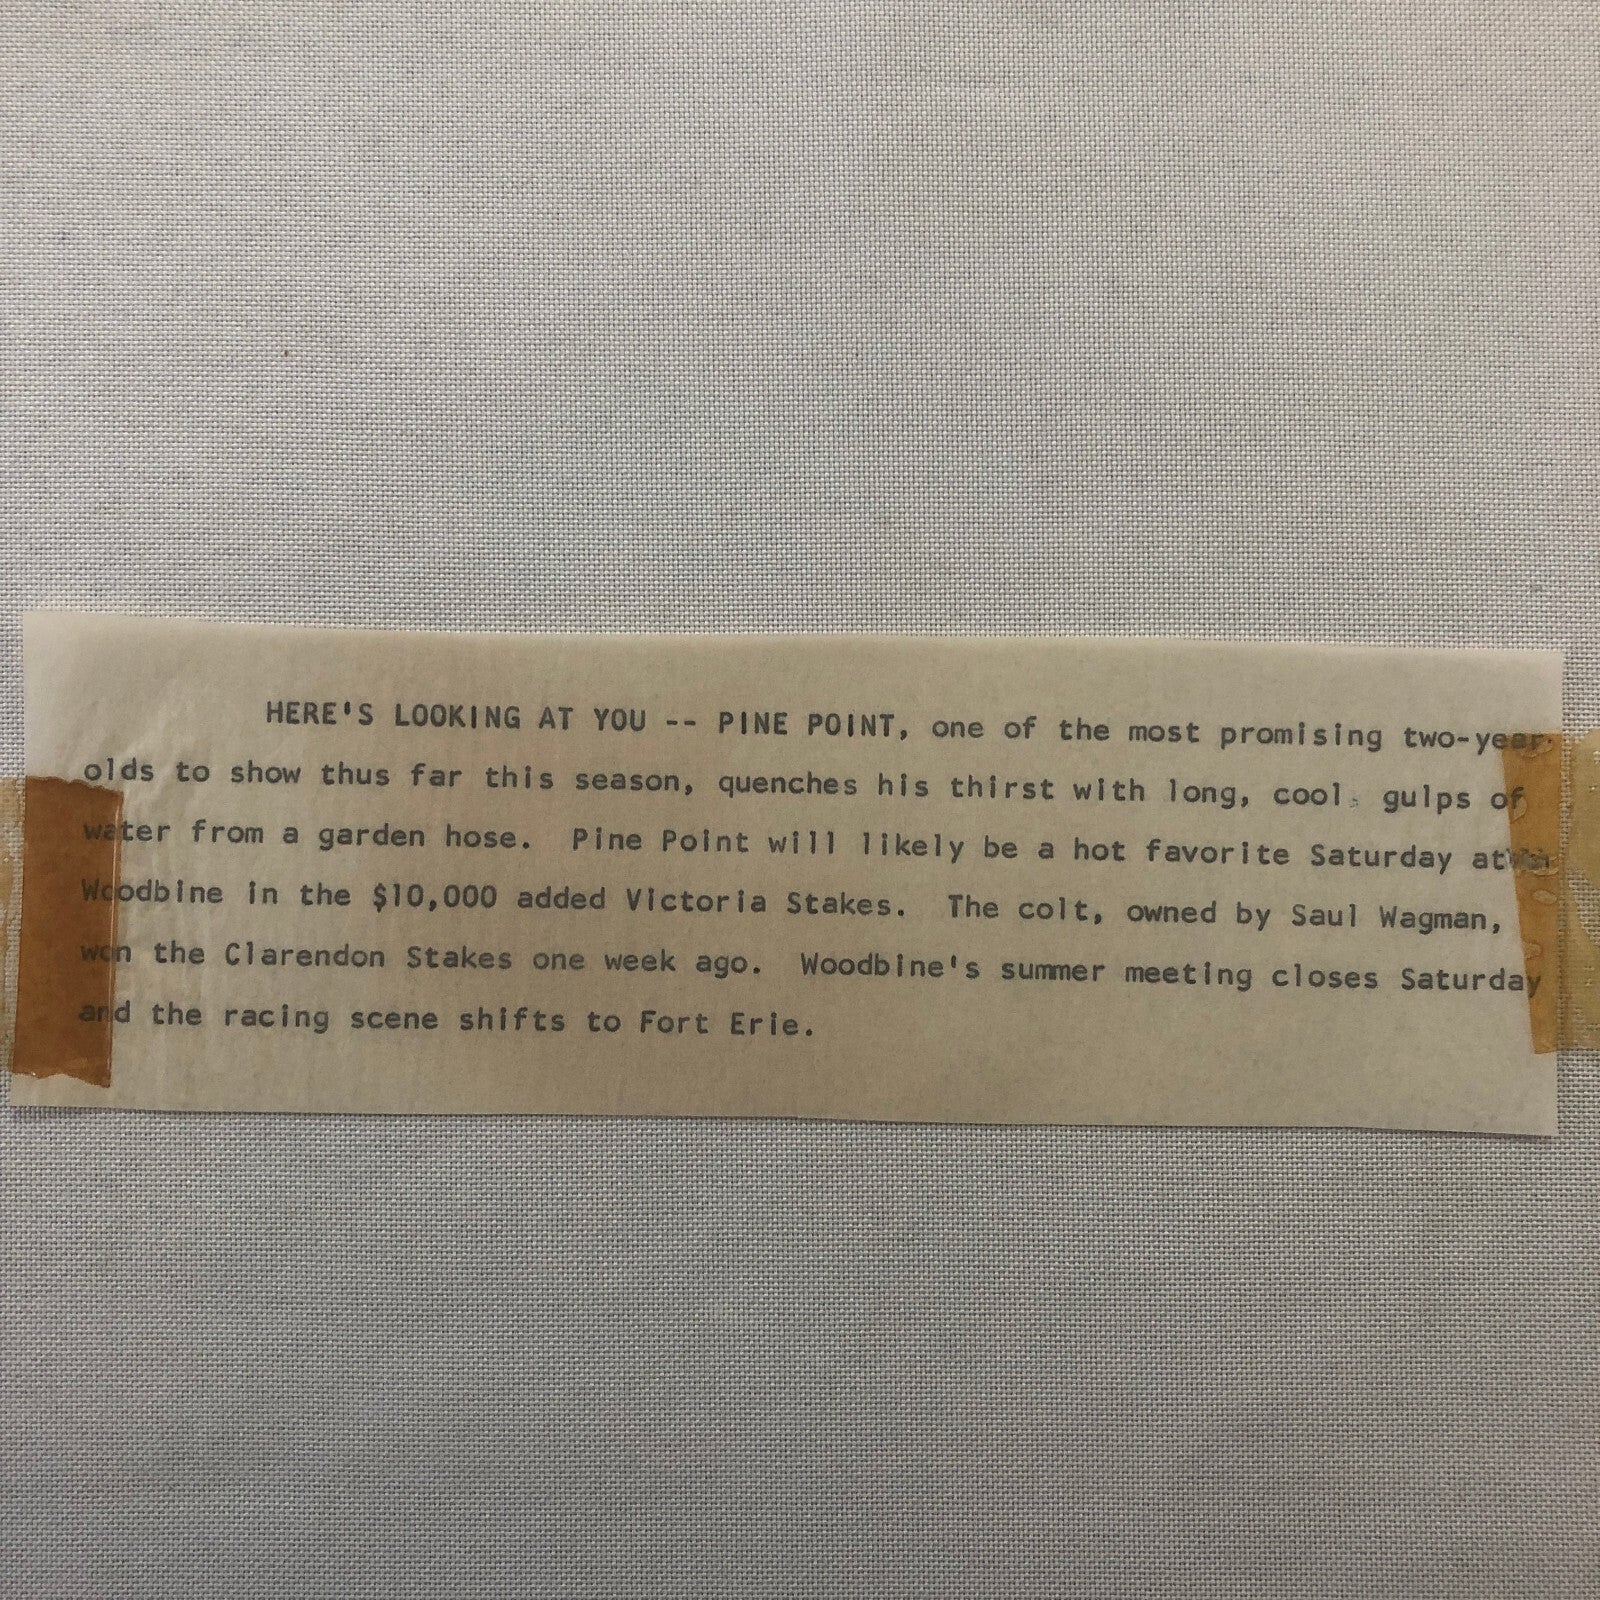 HERE'S LOOKING AT YOU -- PINE POINT, one of the most promising two-year
olds to show thus far this season, quenches his thirst with long, cool gulps of
water from a garden hose.  Pine Point will likely be a hot favorite Saturday at
Woodbine in the $10,000 added Victoria Stakes.  The colt, owned by Saul Wagman,
won the Clarendon Stakes one week ago.  Woodbine's summer meeting closes Saturday
and the racing scene shifts to Fort Erie.